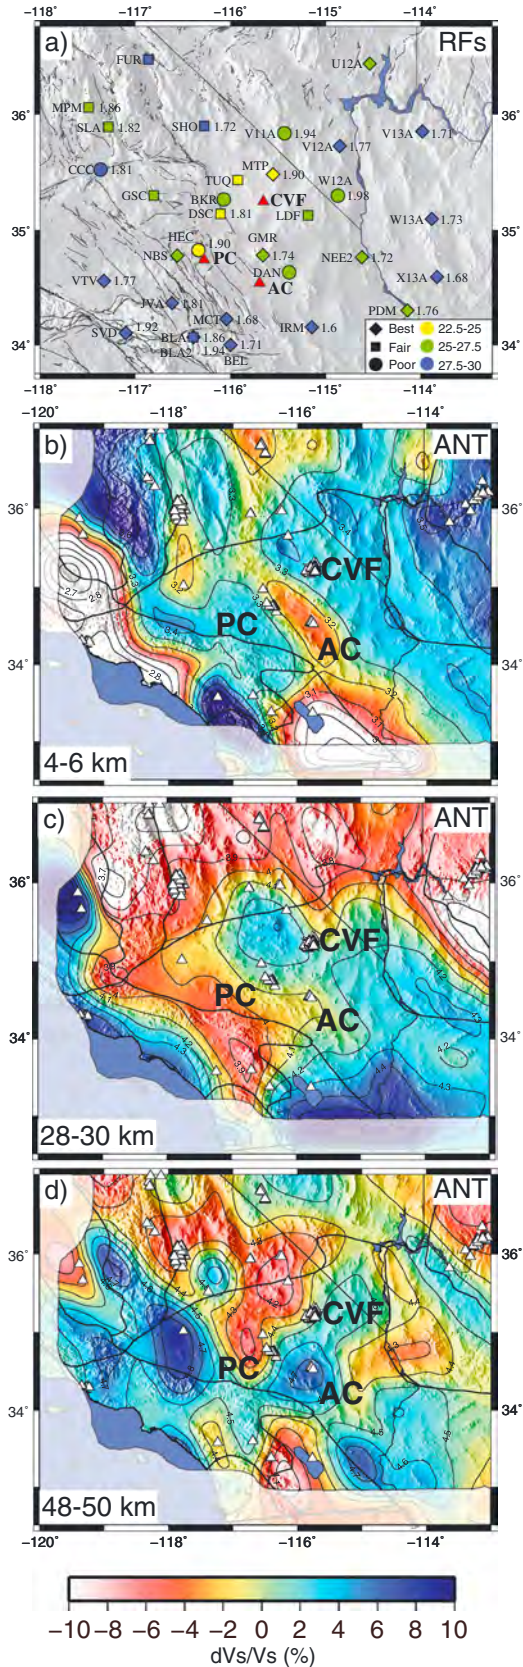 −118° −117° −116° −115° −114°
a) RFs
FUR
U12A
36°
MPM 1.86
SLA 1.82
SHO 1.72
V11A 1.94
V13A 1.71
V12A 1.77
CCC 1.81
MTP 1.90
TUQ
W12A 1.98
GSC
BKR
CVF
DSC 1.81
LDF
W13A 1.73
35°
HEC 1.90
GMR 1.74
NBS
PC
NEE2 1.72
DAN
VTV 1.77
AC
X13A 1.68
JVA 1.81
PDM 1.76
MCT 1.68
SVD 1.92
BLA 1.86
IRM 1.6
BLA2 1.94
BEL 1.71
34°
Best 22.5-25
Fair 25-27.5
Poor 27.5-30
−118° −117° −116° −115° −114°
−120° −118° −116° −114°
b) ANT
36°
CVF
PC
AC
34°
4-6 km
c) ANT
36°
CVF
PC
AC
34°
28-30 km
d) ANT
36°
CVF
PC
AC
34°
48-50 km
−120° −118° −116° −114°
−10 −8 −6 −4 −2 0 2 4 6 8 10
dVs/Vs (%)